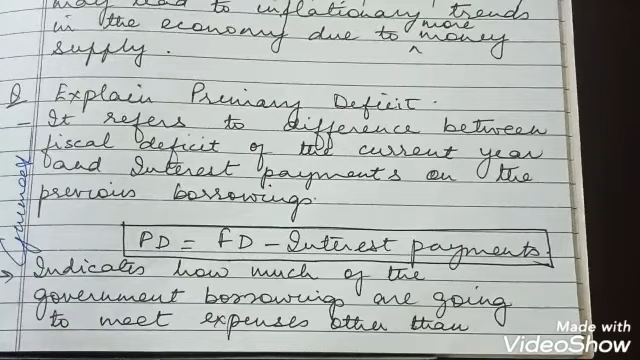 may lead to inflationary trends
in the economy due to ^ more money
supply.
Q Explain Primary Deficit.
- It refers to difference between
fiscal deficit of the current year
and Interest payments on the
previous borrowings.
PD = FD - Interest payments.
→ Indicates how much of the
government borrowings are going
to meet expenses other than
Made with
VideoShow